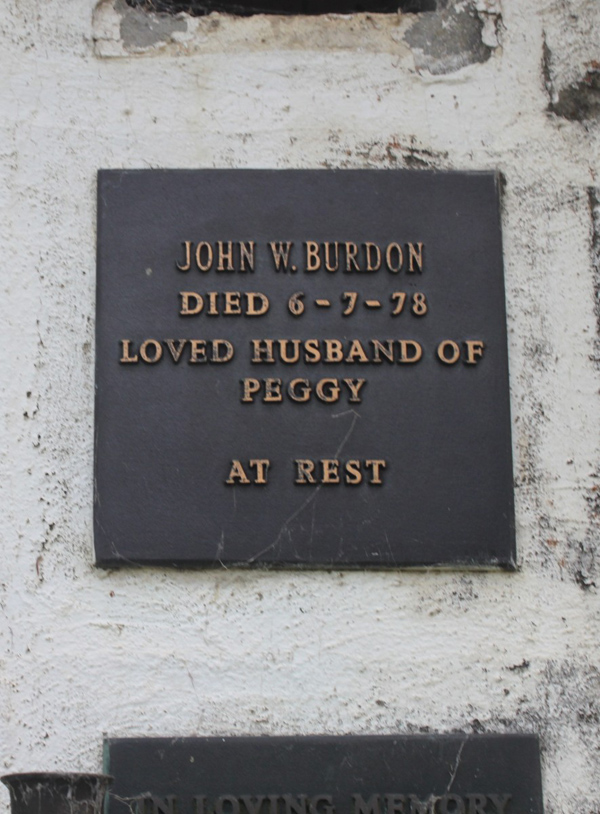 JOHN W. BURDON
DIED 6-7-78
LOVED HUSBAND OF
PEGGY
AT REST
IN LOVING MEMORY